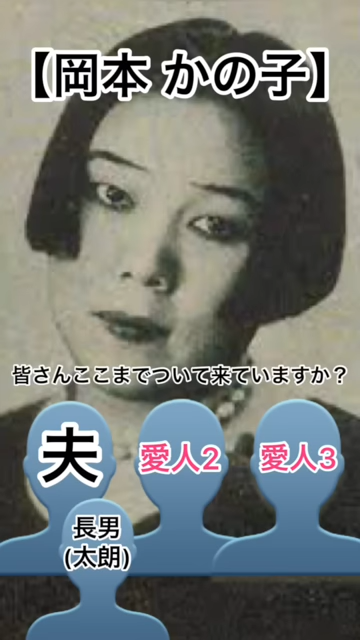 【岡本 かの子】
皆さんここまでついて来ていますか？
夫
愛人2
愛人3
長男
(太朗)